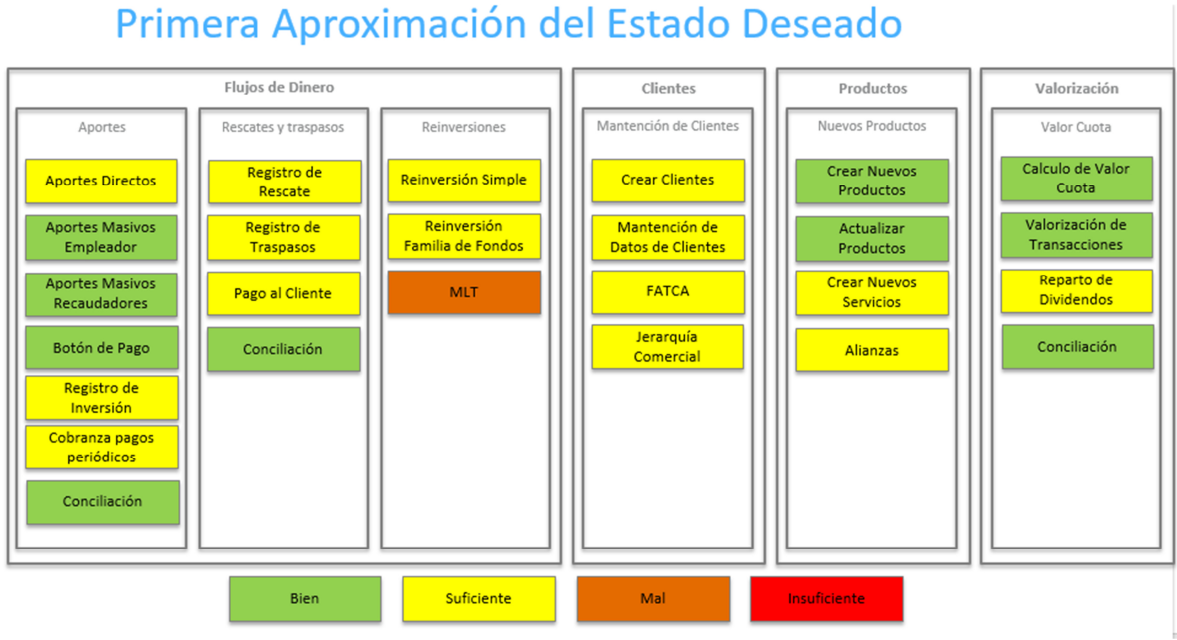 Primera Aproximación del Estado Deseado
Flujos de Dinero
Aportes
Aportes Directos
Aportes Masivos
Empleador
Aportes Masivos
Recaudadores
Botón de Pago
Registro de
Inversión
Cobranza pagos
periódicos
Conciliación
Rescates y traspasos
Registro de
Rescate
Registro de
Traspasos
Pago al Cliente
Conciliación
Reinversiones
Reinversión Simple
Reinversión
Familia de Fondos
MLT
Clientes
Mantención de Clientes
Crear Clientes
Mantención de
Datos de Clientes
FATCA
Jerarquía
Comercial
Productos
Nuevos Productos
Crear Nuevos
Productos
Actualizar
Productos
Crear Nuevos
Servicios
Alianzas
Valorización
Valor Cuota
Calculo de Valor
Cuota
Valorización de
Transacciones
Reparto de
Dividendos
Conciliación
Bien
Suficiente
Mal
Insuficiente